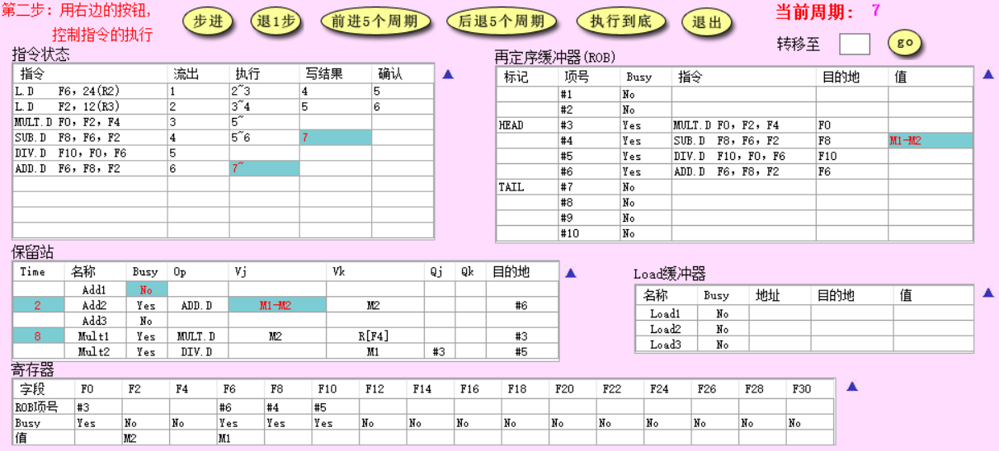 第二步：用右边的按钮，
控制指令的执行
步进 退1步 前进5个周期 后退5个周期 执行到底 退出
当前周期： 7
转移至 go
指令状态
指令 流出 执行 写结果 确认
L.D F6，24(R2) 1 2~3 4 5
L.D F2，12(R3) 2 3~4 5 6
MULT.D F0，F2，F4 3 5~
SUB.D F8，F6，F2 4 5~6 7
DIV.D F10，F0，F6 5
ADD.D F6，F8，F2 6 7~
再定序缓冲器(ROB)
标记 项号 Busy 指令 目的地 值
#1 No
#2 No
HEAD #3 Yes MULT.D F0，F2，F4 F0
#4 Yes SUB.D F8，F6，F2 F8 M1-M2
#5 Yes DIV.D F10，F0，F6 F10
#6 Yes ADD.D F6，F8，F2 F6
TAIL #7 No
#8 No
#9 No
#10 No
保留站
Time 名称 Busy Op Vj Vk Qj Qk 目的地
Add1 No
2 Add2 Yes ADD.D M1-M2 M2 #6
Add3 No
8 Mult1 Yes MULT.D M2 R[F4] #3
Mult2 Yes DIV.D M1 #3 #5
Load缓冲器
名称 Busy 地址 目的地 值
Load1 No
Load2 No
Load3 No
寄存器
字段 F0 F2 F4 F6 F8 F10 F12 F14 F16 F18 F20 F22 F24 F26 F28 F30
ROB项号 #3 #6 #4 #5
Busy Yes No No Yes Yes Yes No No No No No No No No No No
值 M2 M1